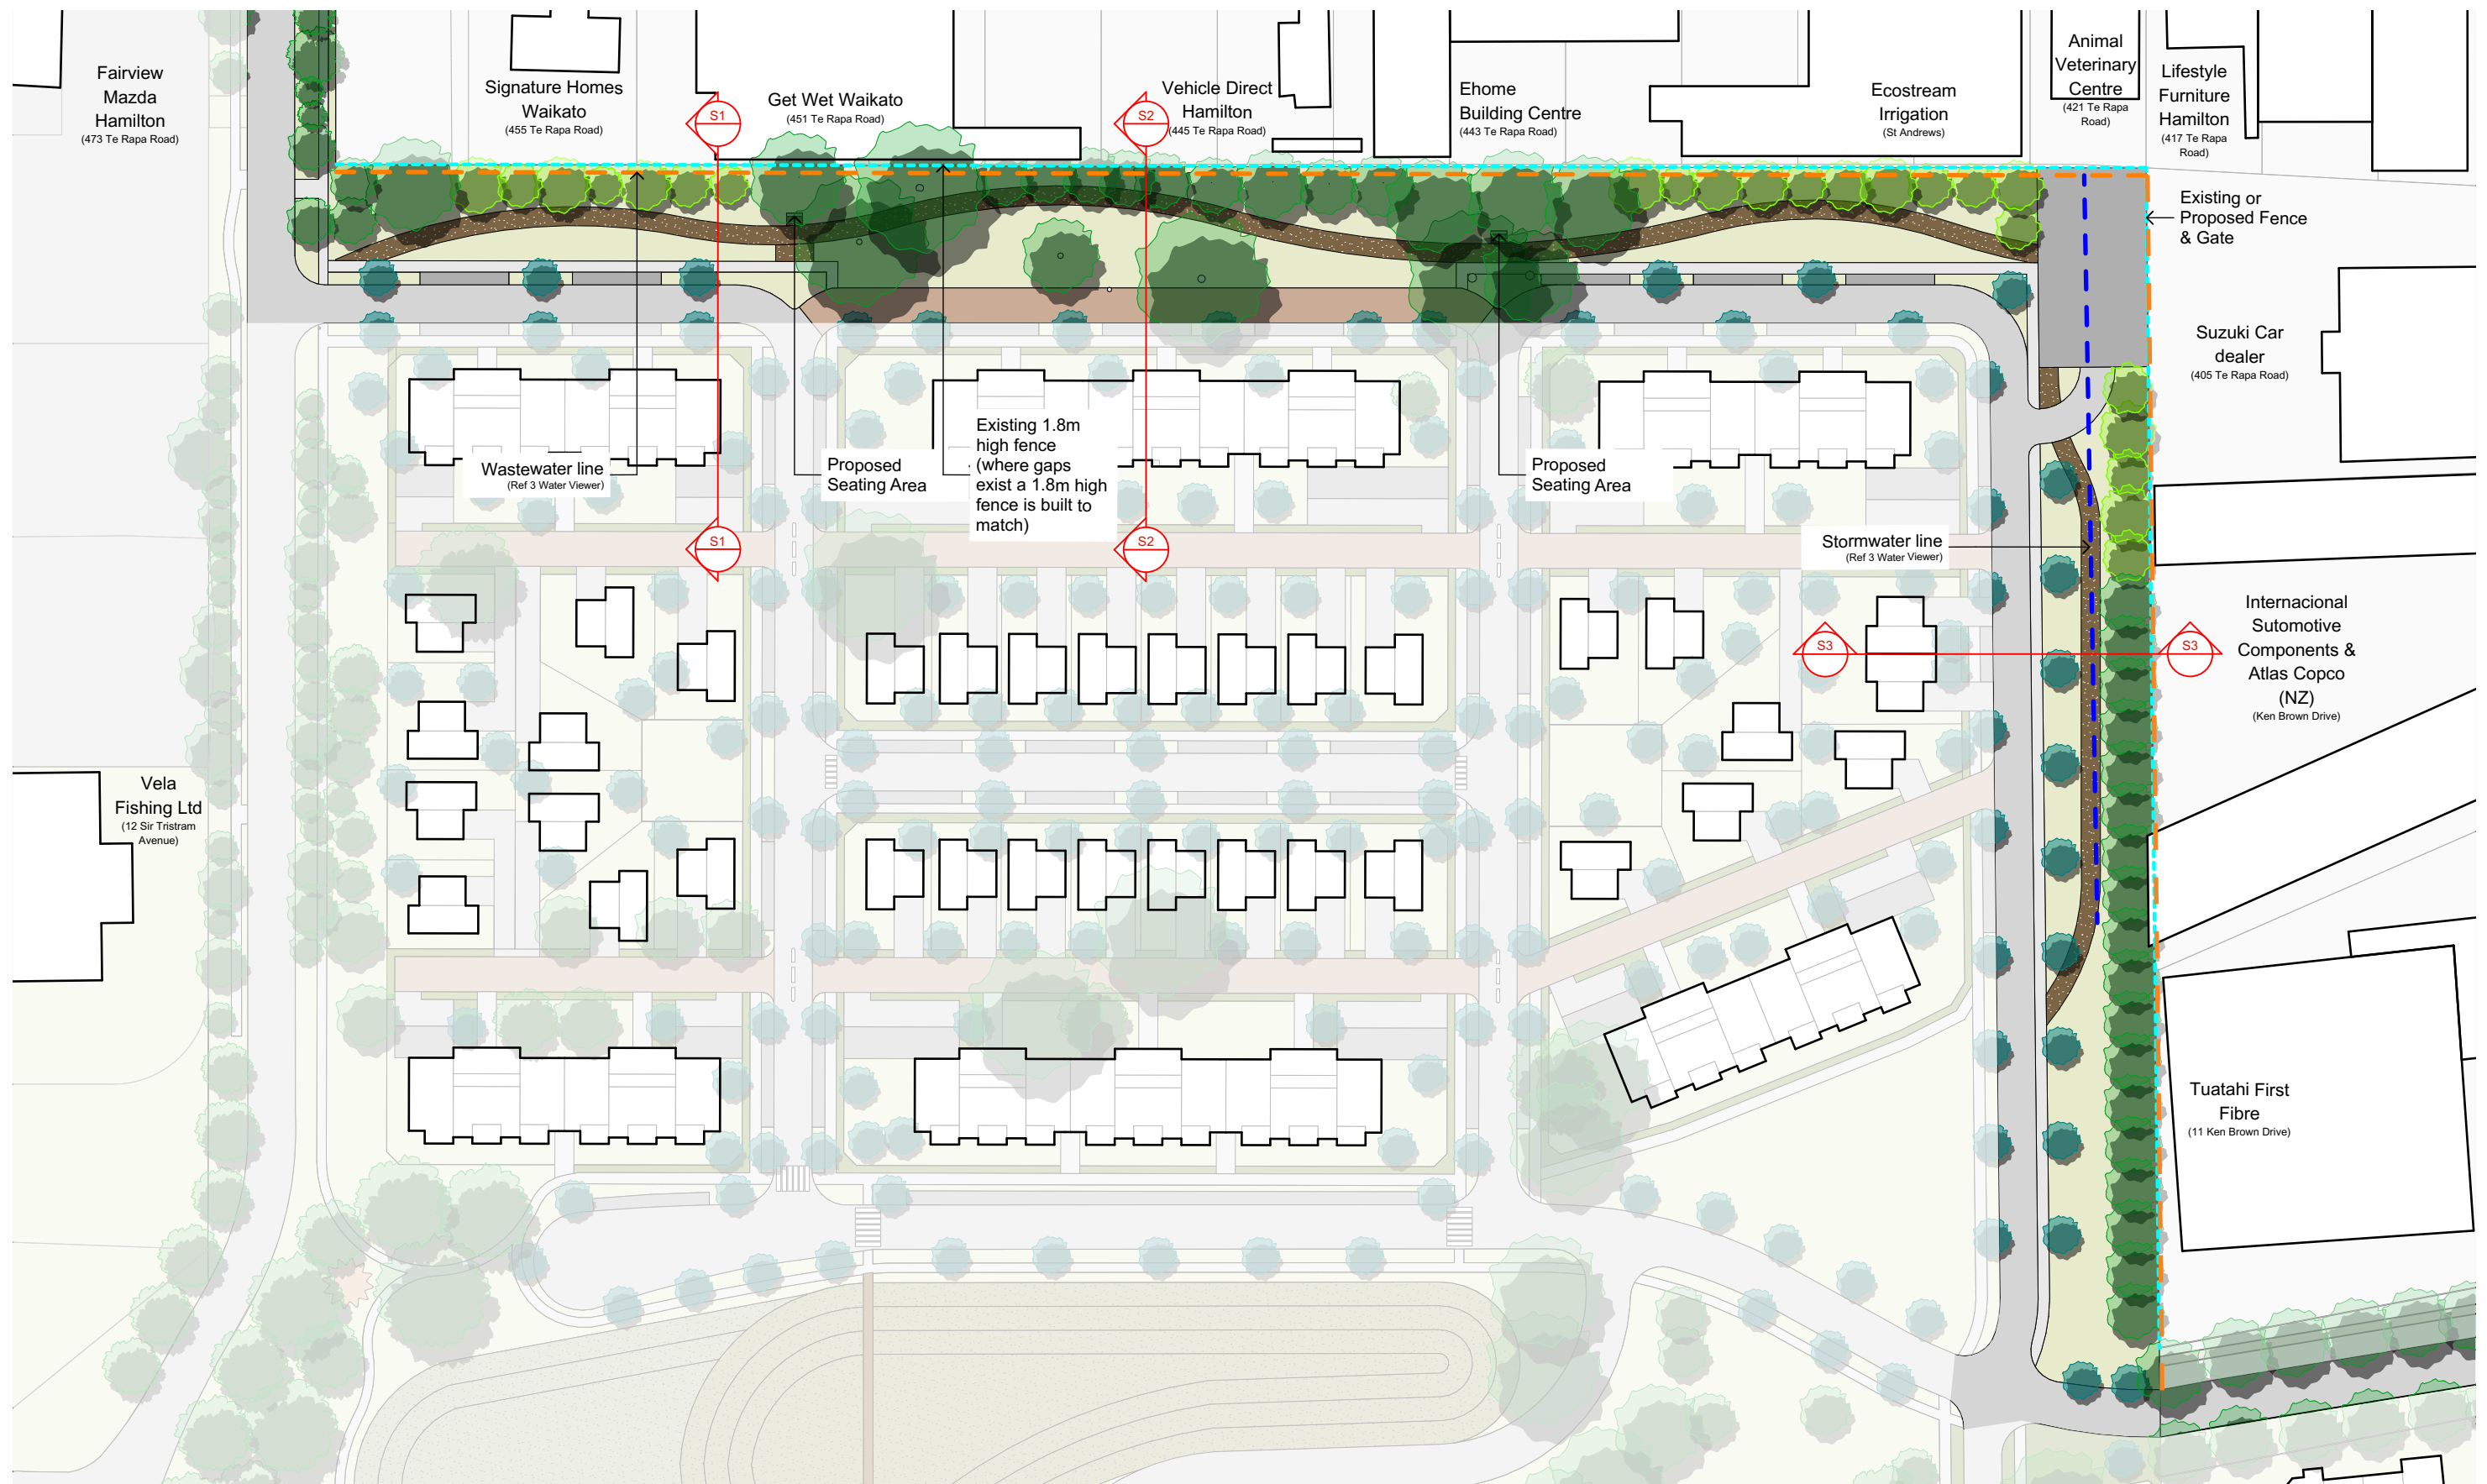 Fairview
Mazda
Hamilton
(473 Te Rapa Road)
Signature Homes
Waikato
(455 Te Rapa Road)
S1
Get Wet Waikato
(451 Te Rapa Road)
S2
Vehicle Direct
Hamilton
(445 Te Rapa Road)
Ehome
Building Centre
(443 Te Rapa Road)
Ecostream
Irrigation
(St Andrews)
Animal
Veterinary
Centre
(421 Te Rapa
Road)
Lifestyle
Furniture
Hamilton
(417 Te Rapa
Road)
Existing or
Proposed Fence
& Gate
Suzuki Car
dealer
(405 Te Rapa Road)
Wastewater line
(Ref 3 Water Viewer)
Proposed
Seating Area
Existing 1.8m
high fence
(where gaps
exist a 1.8m high
fence is built to
match)
Proposed
Seating Area
S1
S2
Stormwater line
(Ref 3 Water Viewer)
S3
S3
Internacional
Sutomotive
Components &
Atlas Copco
(NZ)
(Ken Brown Drive)
Vela
Fishing Ltd
(12 Sir Tristram
Avenue)
Tuatahi First
Fibre
(11 Ken Brown Drive)